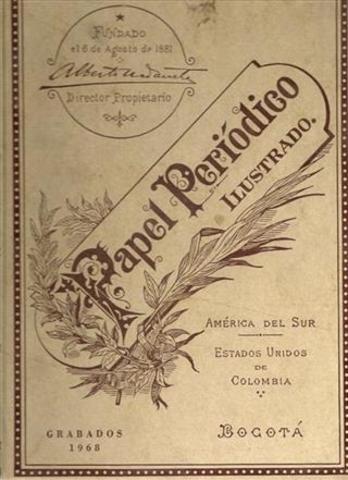 FUNDADO
el 6 de Agosto de 1881
Alberto Urdaneta
Director Propietario
Papel Periódico
ILUSTRADO.
AMÉRICA DEL SUR
ESTADOS UNIDOS
DE
COLOMBIA
BOGOTÁ
GRABADOS
1968